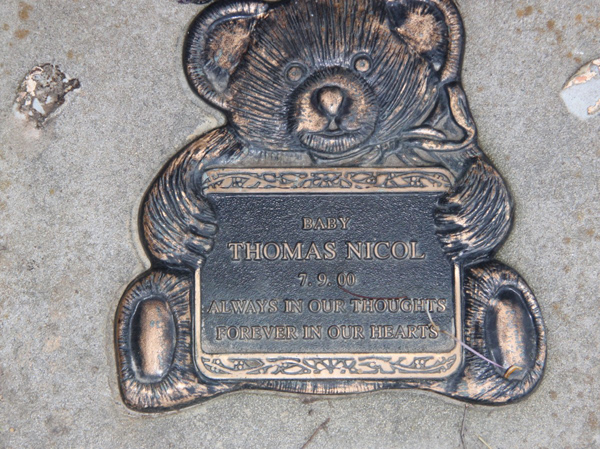 BABY
THOMAS NICOL
7. 9. 00
ALWAYS IN OUR THOUGHTS
FOREVER IN OUR HEARTS